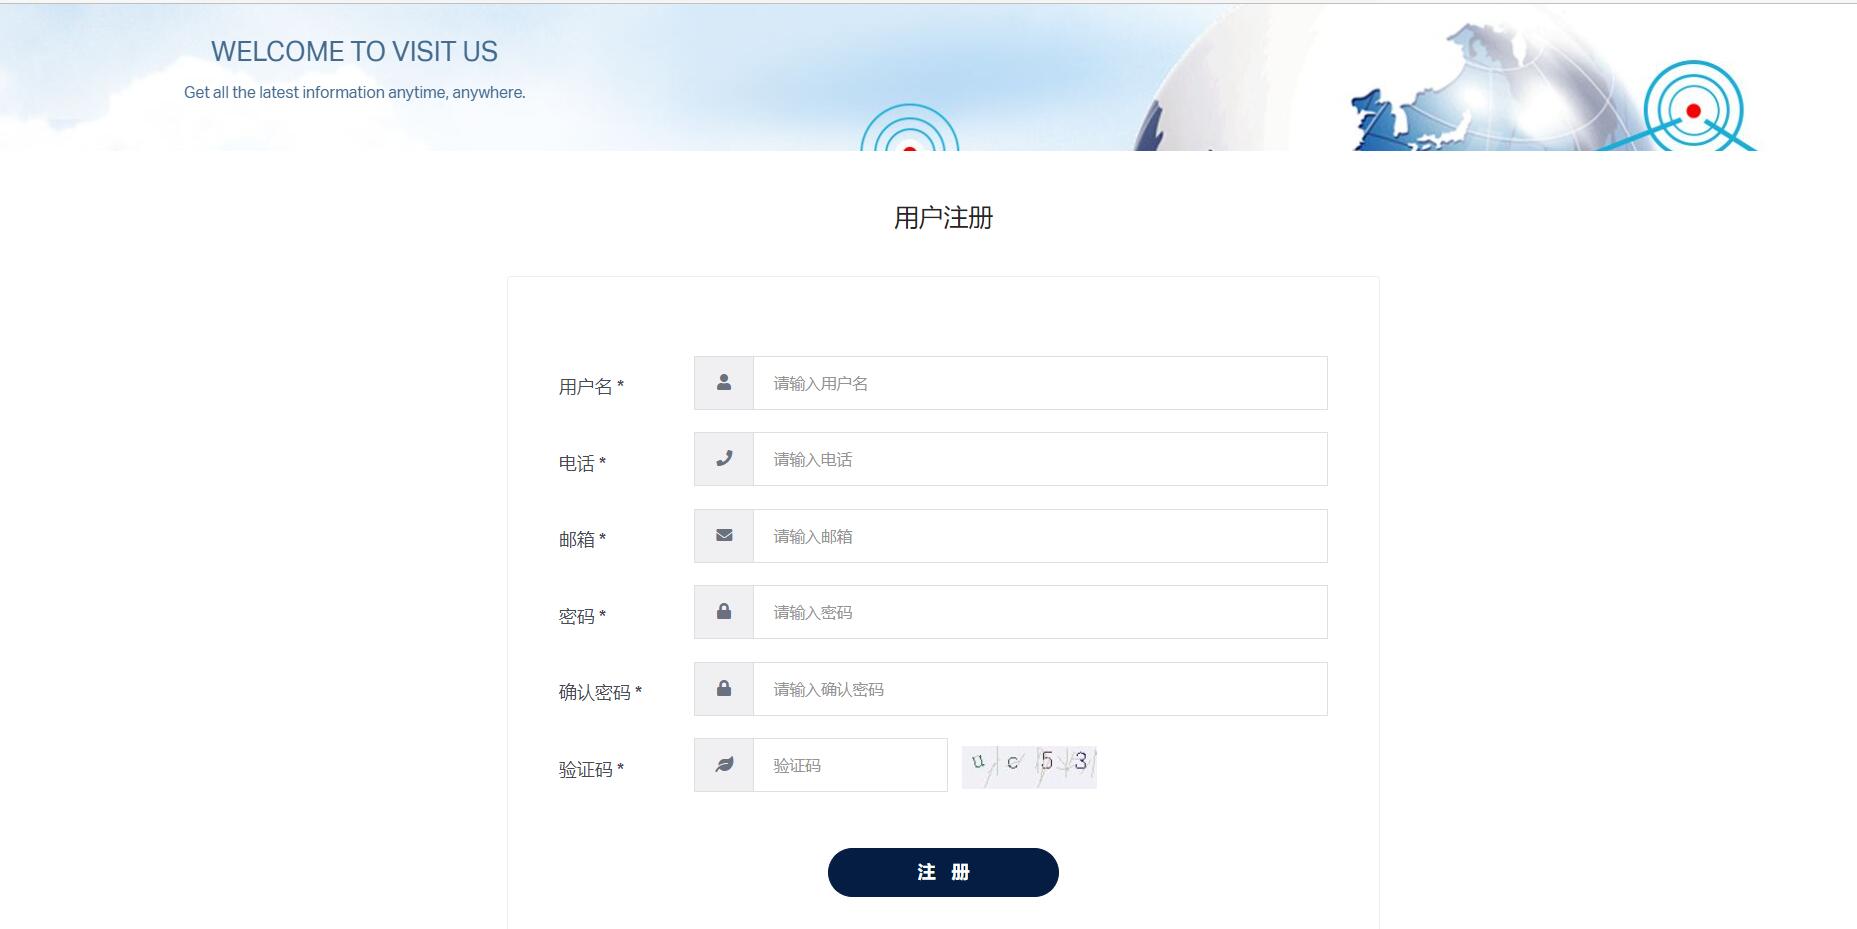 WELCOME TO VISIT US
Get all the latest information anytime, anywhere.
用户注册
用户名 *
请输入用户名
电话 *
请输入电话
邮箱 *
请输入邮箱
密码 *
请输入密码
确认密码 *
请输入确认密码
验证码 *
验证码
u c 5 3
注 册